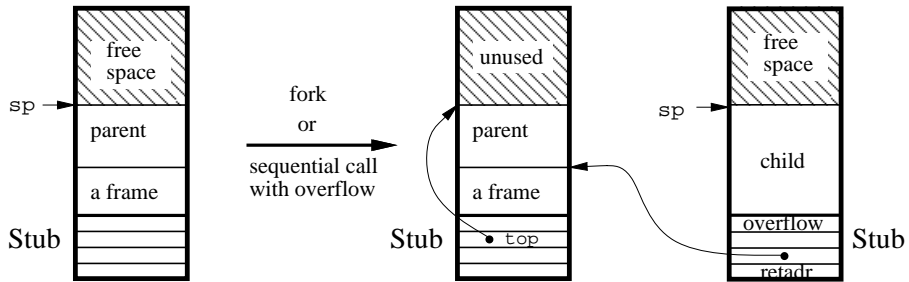 free
space
sp
parent
a frame
Stub
fork
or
sequential call
with overflow
unused
parent
a frame
Stub
top
free
space
sp
child
overflow
retadr
Stub